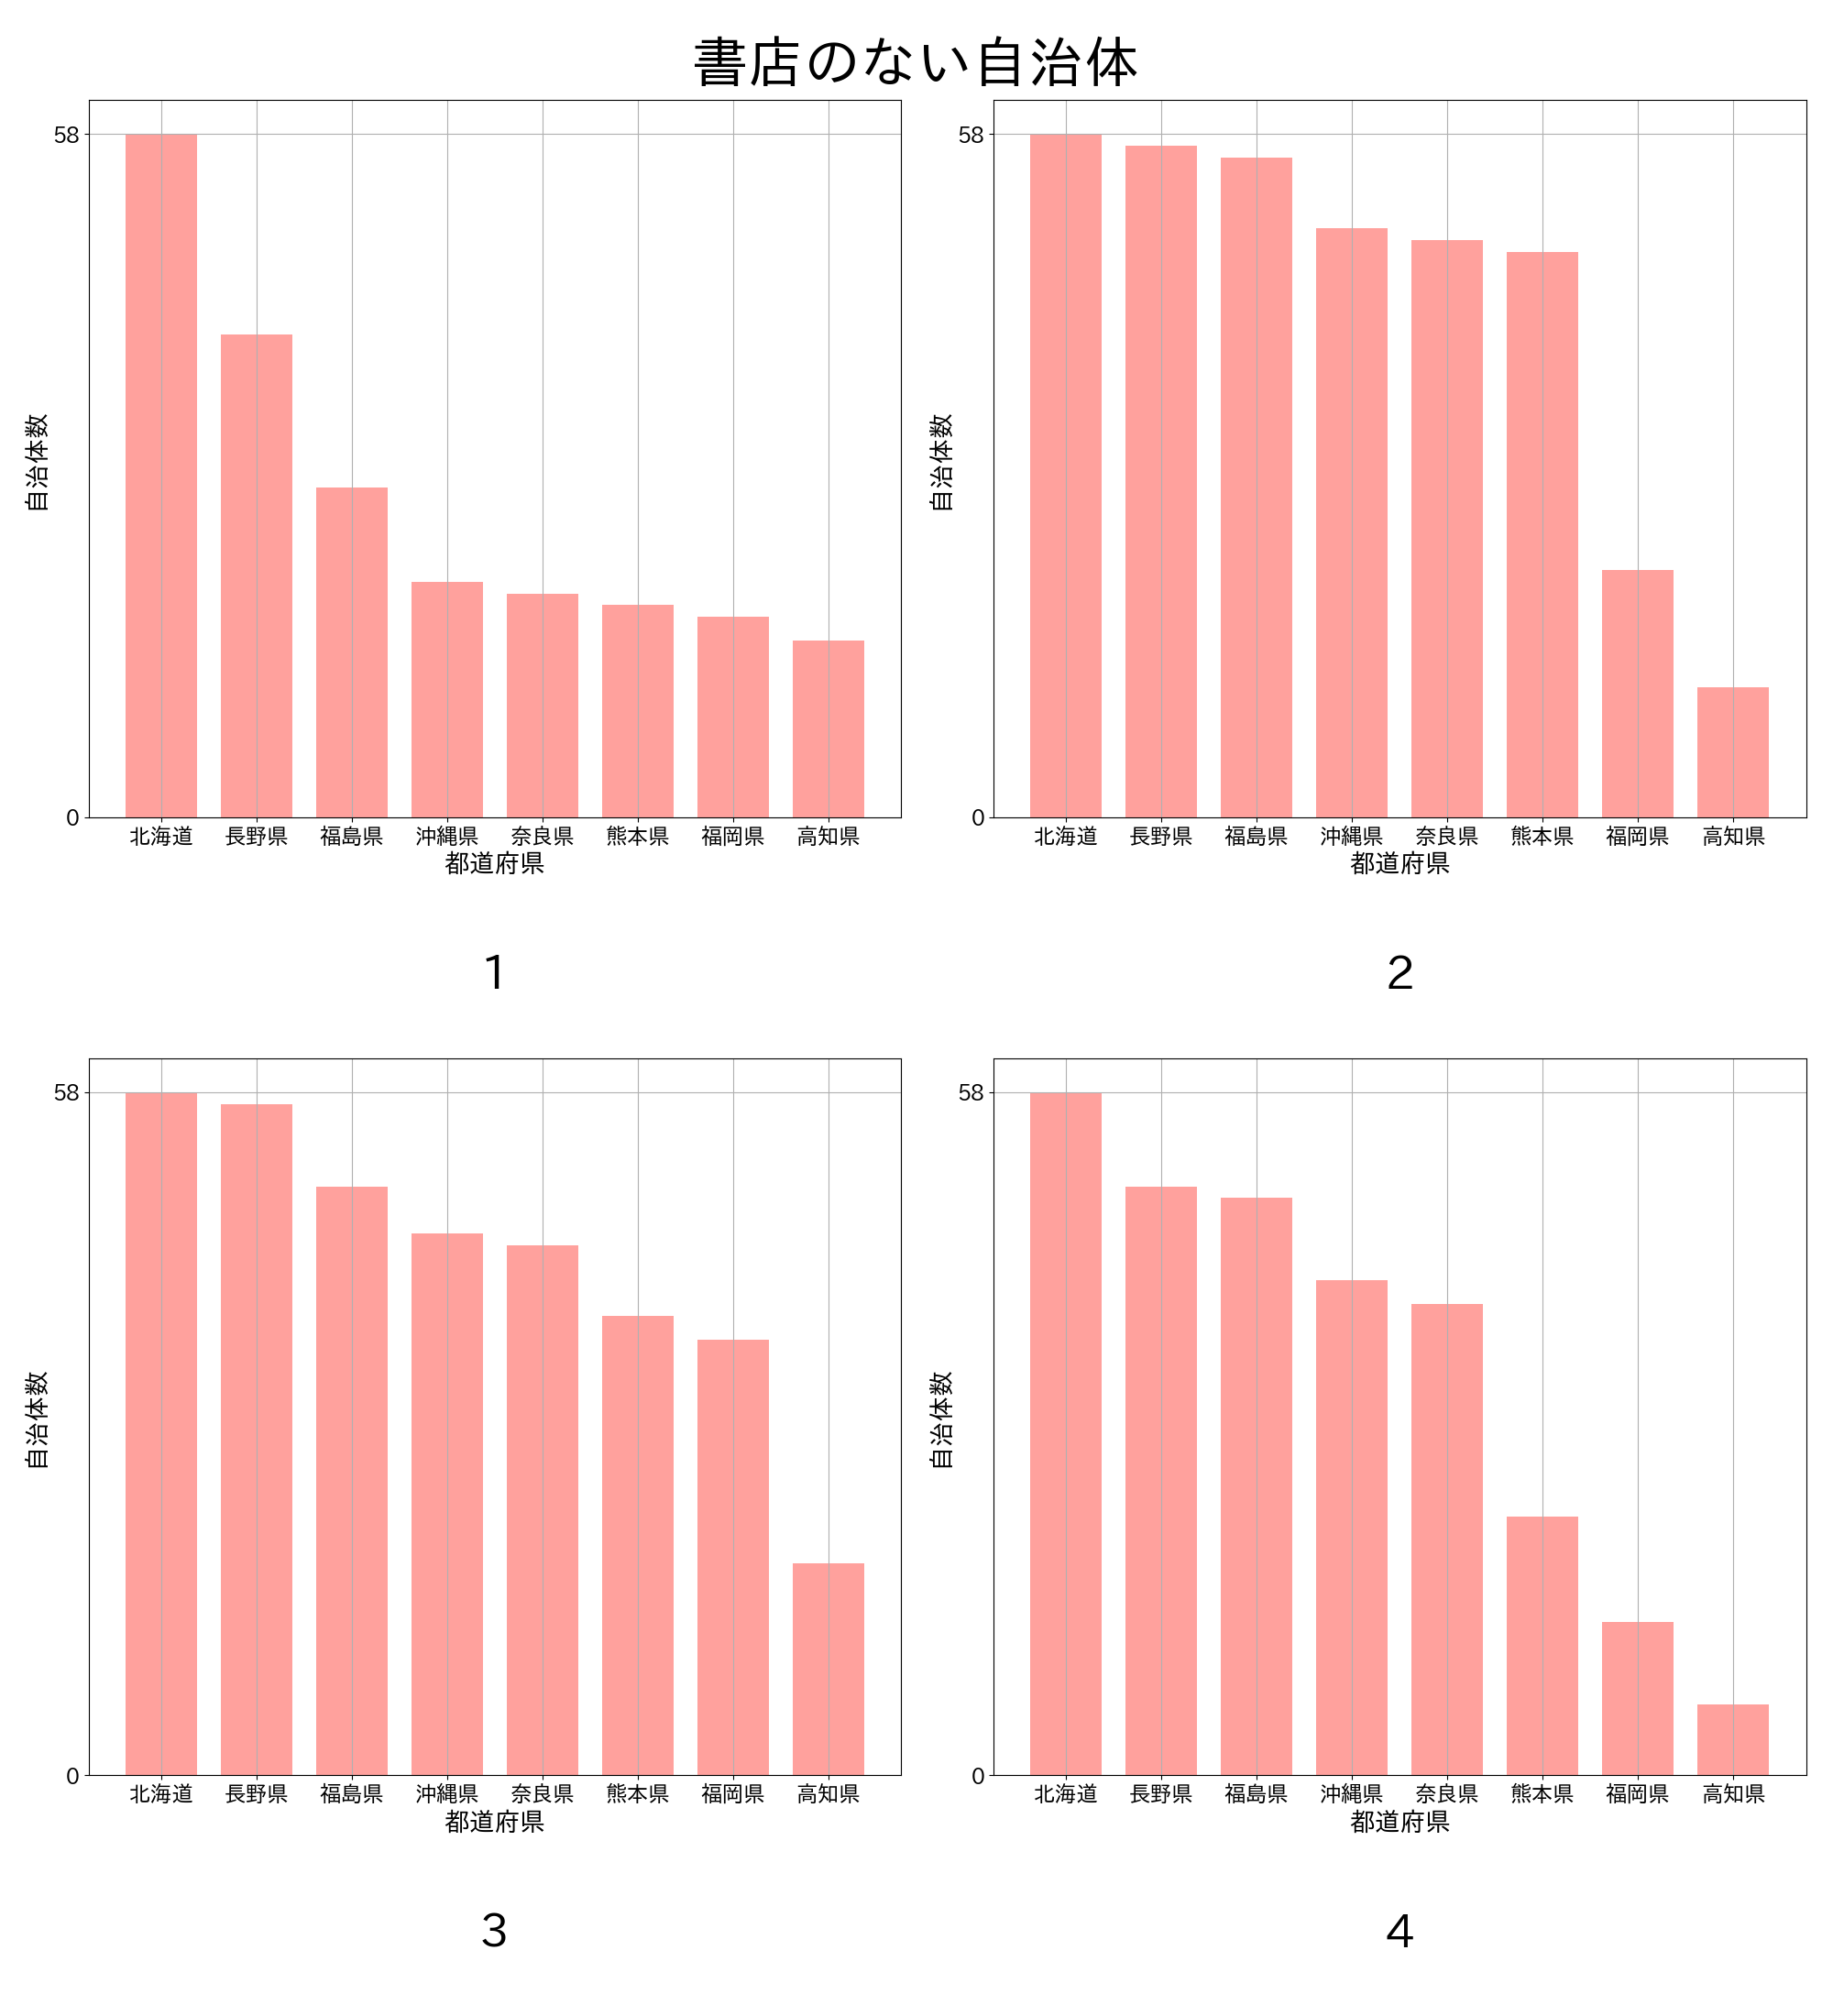 書店のない自治体
58
0
自治体数
北海道 長野県 福島県 沖縄県 奈良県 熊本県 福岡県 高知県
都道府県
1
58
0
自治体数
北海道 長野県 福島県 沖縄県 奈良県 熊本県 福岡県 高知県
都道府県
2
58
0
自治体数
北海道 長野県 福島県 沖縄県 奈良県 熊本県 福岡県 高知県
都道府県
3
58
0
自治体数
北海道 長野県 福島県 沖縄県 奈良県 熊本県 福岡県 高知県
都道府県
4